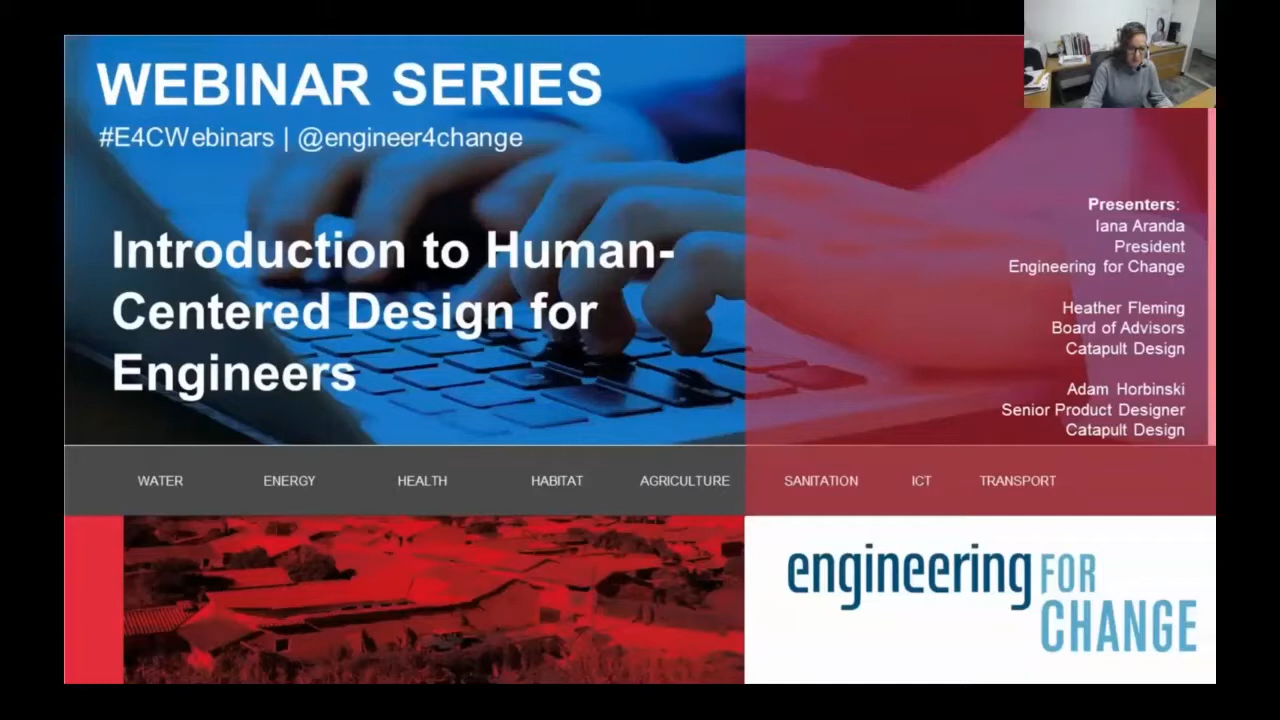 WEBINAR SERIES
#E4CWebinars | @engineer4change
Introduction to Human-
Centered Design for
Engineers
Presenters:
Iana Aranda
President
Engineering for Change
Heather Fleming
Board of Advisors
Catapult Design
Adam Horbinski
Senior Product Designer
Catapult Design
WATER ENERGY HEALTH HABITAT AGRICULTURE SANITATION ICT TRANSPORT
engineering FOR
CHANGE